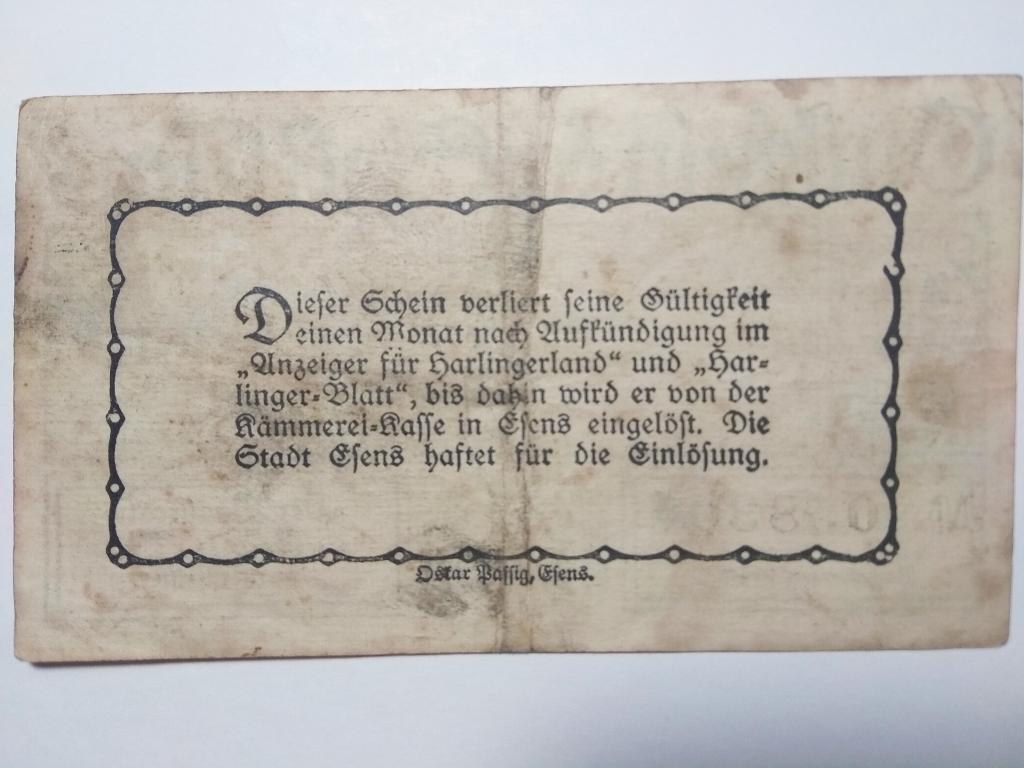 Dieser Schein verliert seine Gültigkeit
einen Monat nach Aufkündigung im
„Anzeiger für Harlingerland“ und „Har-
linger-Blatt“, bis dahin wird er von der
Kämmerei-Kasse in Esens eingelöst. Die
Stadt Esens haftet für die Einlösung.
Oskar Passig, Esens.